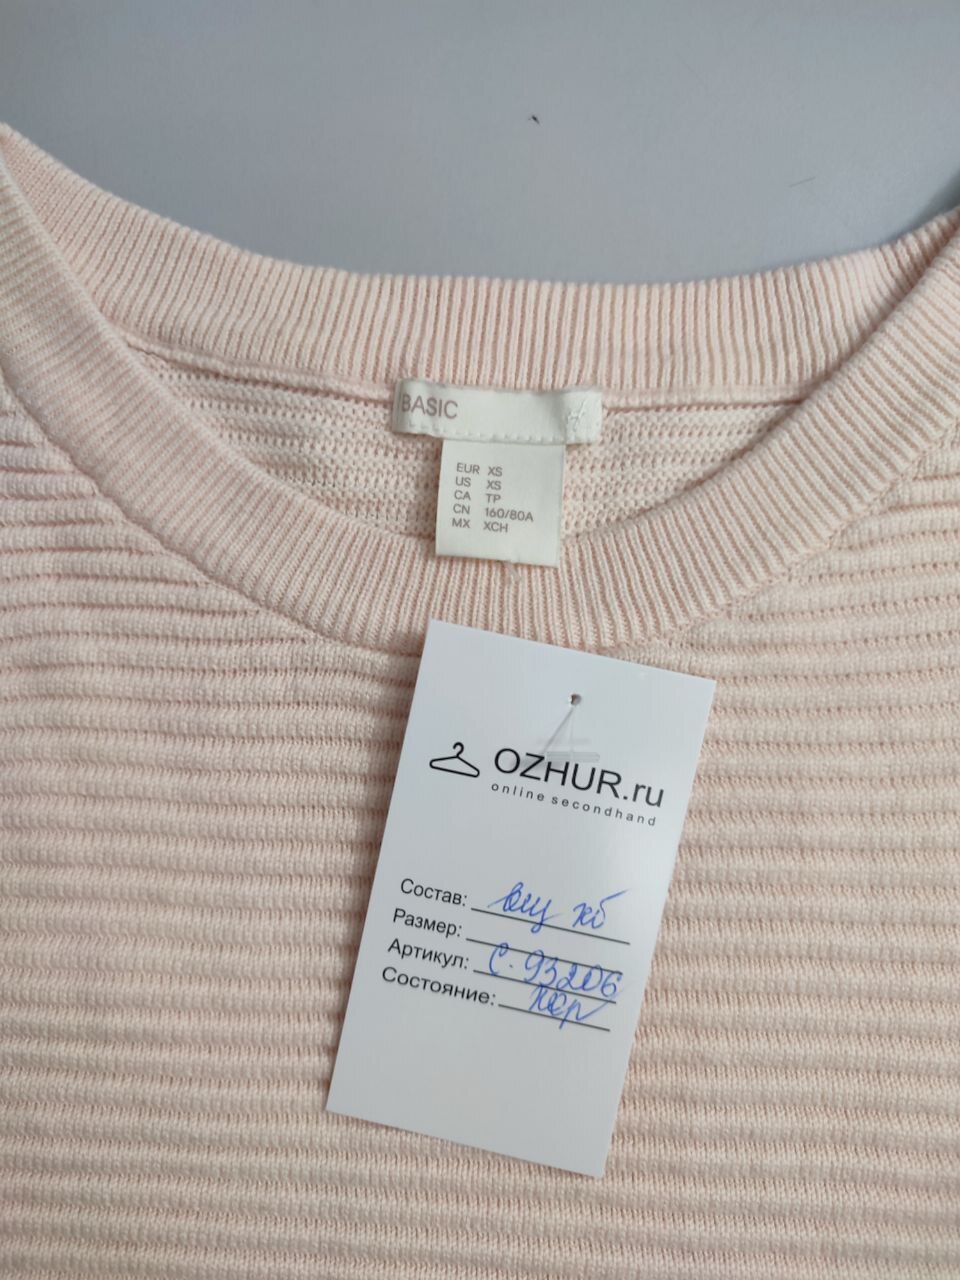 BASIC
EUR XS
US XS
CA TP
CN 160/80A
MX XCH
OZHUR.ru
online secondhand
Состав: вщ хб
Размер:
Артикул: С-93206
Состояние: хор